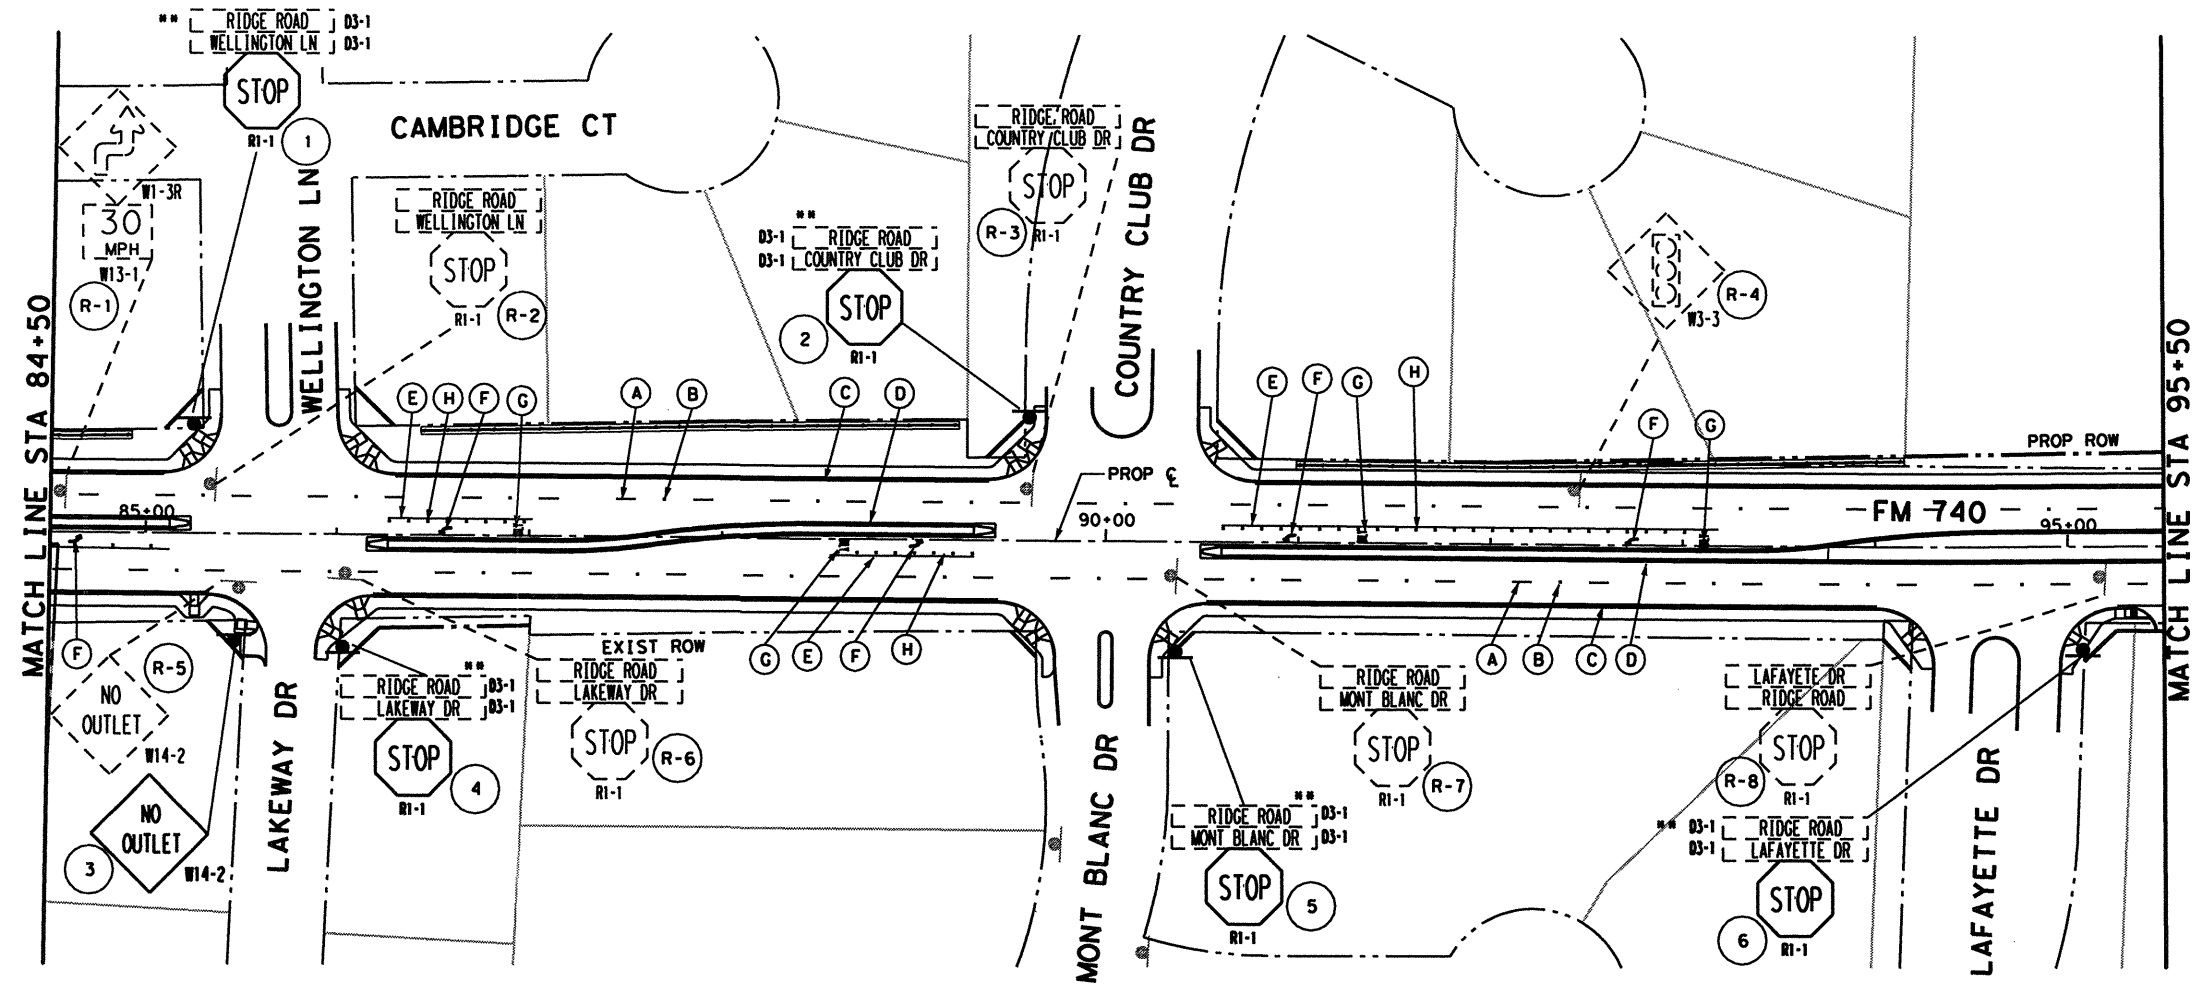 ** RIDGE ROAD D3-1
WELLINGTON LN D3-1
STOP
R1-1
1
CAMBRIDGE CT
W1-3R
30
MPH
W13-1
R-1
WELLINGTON LN
RIDGE ROAD
WELLINGTON LN
STOP
R1-1
R-2
**
D3-1 RIDGE ROAD
D3-1 COUNTRY CLUB DR
STOP
R1-1
2
RIDGE ROAD
COUNTRY CLUB DR
STOP
R-3
R1-1
COUNTRY CLUB DR
W3-3
R-4
MATCH LINE STA 84+50
MATCH LINE STA 95+50
E
H
F
G
A
B
C
D
E
F
G
H
F
G
PROP ROW
PROP ℄
85+00
90+00
FM 740
95+00
F
R-5
NO
OUTLET
W14-2
NO
OUTLET
W14-2
3
LAKEWAY DR
**
RIDGE ROAD D3-1
LAKEWAY DR D3-1
STOP
R1-1
4
EXIST ROW
RIDGE ROAD
LAKEWAY DR
STOP
R1-1
R-6
G
E
F
H
MONT BLANC DR
**
RIDGE ROAD D3-1
MONT BLANC DR D3-1
STOP
R1-1
5
RIDGE ROAD
MONT BLANC DR
STOP
R1-1
R-7
A
B
C
D
LAFAYETE DR
RIDGE ROAD
STOP
R-8
R1-1
** D3-1 RIDGE ROAD
D3-1 LAFAYETTE DR
STOP
R1-1
6
LAFAYETTE DR